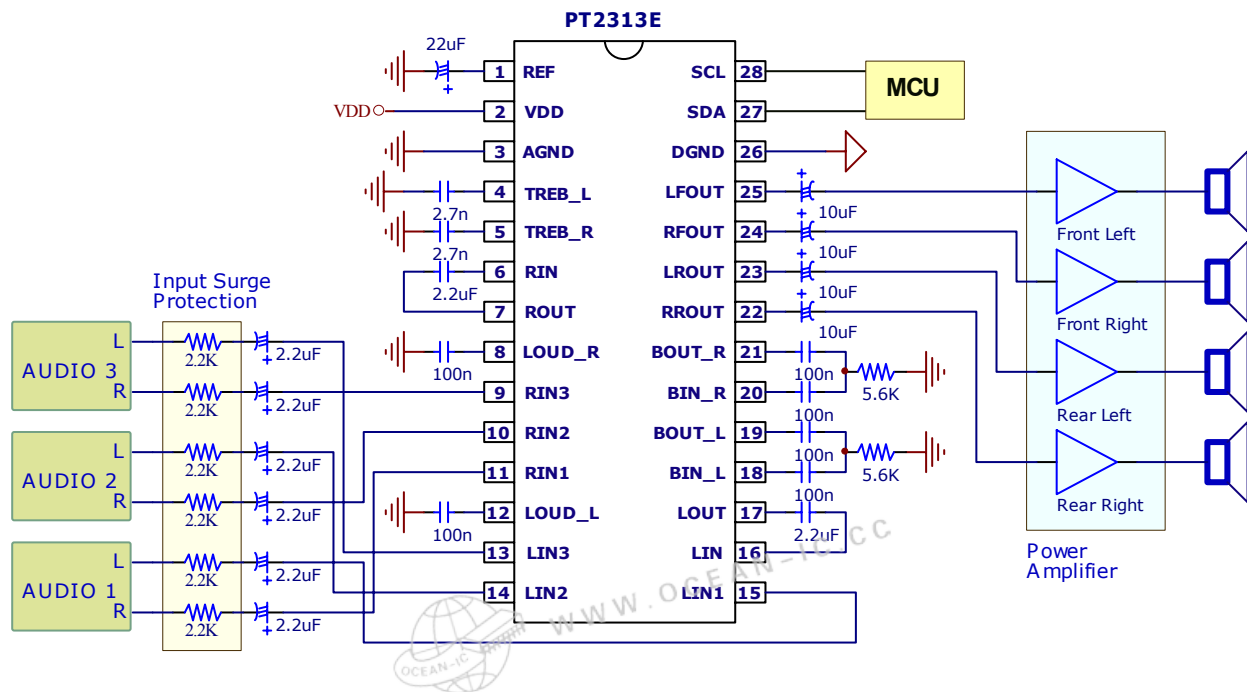 PT2313E
22uF
+
1 REF
VDD
2 VDD
3 AGND
4 TREB_L
2.7n
5 TREB_R
2.7n
6 RIN
2.2uF
7 ROUT
8 LOUD_R
100n
9 RIN3
10 RIN2
11 RIN1
12 LOUD_L
100n
13 LIN3
14 LIN2
SCL 28
SDA 27
MCU
DGND 26
LFOUT 25
+
10uF
RFOUT 24
+
10uF
LROUT 23
+
10uF
RROUT 22
+
10uF
BOUT_R 21
100n
BIN_R 20
100n
5.6K
BOUT_L 19
100n
BIN_L 18
100n
5.6K
LOUT 17
2.2uF
LIN 16
LIN1 15
Input Surge
Protection
AUDIO 3
L
2.2K
+
2.2uF
R
2.2K
+
2.2uF
AUDIO 2
L
2.2K
+
2.2uF
R
2.2K
+
2.2uF
AUDIO 1
L
2.2K
+
2.2uF
R
2.2K
+
2.2uF
Front Left
Front Right
Rear Left
Rear Right
Power
Amplifier
OCEAN-IC
WWW.OCEAN-IC.CC